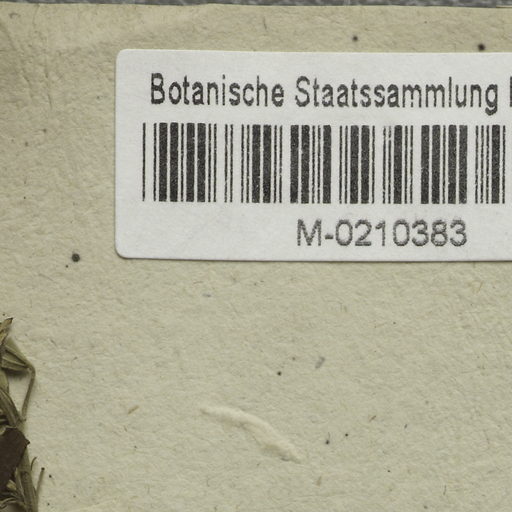 Botanische Staatssammlung
M-0210383